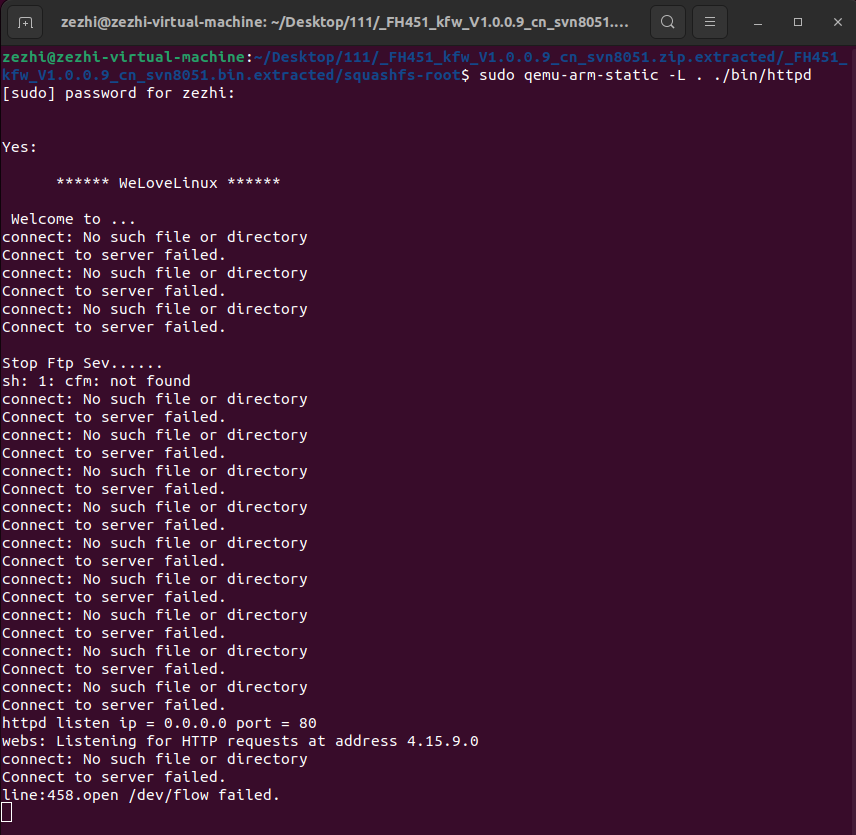 zezhi@zezhi-virtual-machine: ~/Desktop/111/_FH451_kfw_V1.0.0.9_cn_svn8051....
zezhi@zezhi-virtual-machine:~/Desktop/111/_FH451_kfw_V1.0.0.9_cn_svn8051.zip.extracted/_FH451_
kfw_V1.0.0.9_cn_svn8051.bin.extracted/squashfs-root$ sudo qemu-arm-static -L . ./bin/httpd
[sudo] password for zezhi:
Yes:
****** WeLoveLinux ******
Welcome to ...
connect: No such file or directory
Connect to server failed.
connect: No such file or directory
Connect to server failed.
connect: No such file or directory
Connect to server failed.
Stop Ftp Sev......
sh: 1: cfm: not found
connect: No such file or directory
Connect to server failed.
connect: No such file or directory
Connect to server failed.
connect: No such file or directory
Connect to server failed.
connect: No such file or directory
Connect to server failed.
connect: No such file or directory
Connect to server failed.
connect: No such file or directory
Connect to server failed.
connect: No such file or directory
Connect to server failed.
connect: No such file or directory
Connect to server failed.
connect: No such file or directory
Connect to server failed.
httpd listen ip = 0.0.0.0 port = 80
webs: Listening for HTTP requests at address 4.15.9.0
connect: No such file or directory
Connect to server failed.
line:458.open /dev/flow failed.